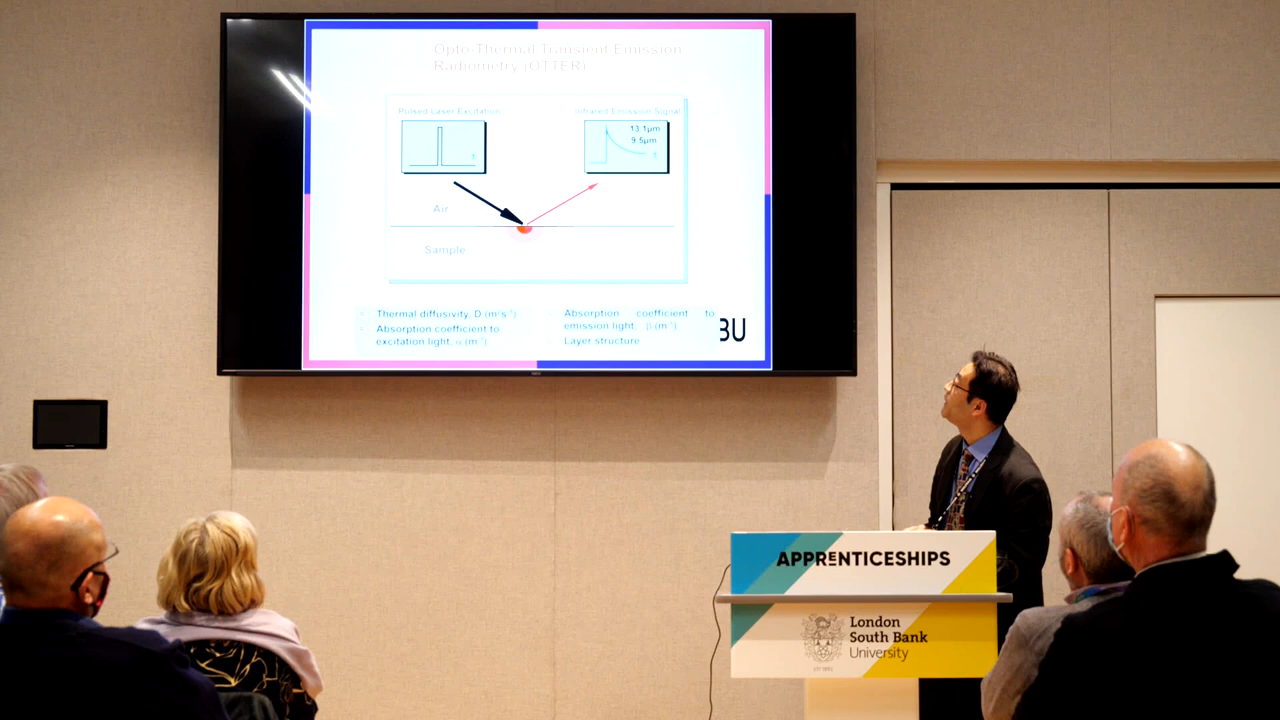 Opto-Thermal Transient Emission
Radiometry (OTTER)
Pulsed Laser Excitation
Infrared Emission Signal
13.1µm
9.5µm
t
t
Air
Sample
Thermal diffusivity, D (m²s⁻¹)
Absorption coefficient to
excitation light, α (m⁻¹)
Absorption coefficient to
emission light, β (m⁻¹)
Layer structure
BU
APPRENTICESHIPS
London
South Bank
University